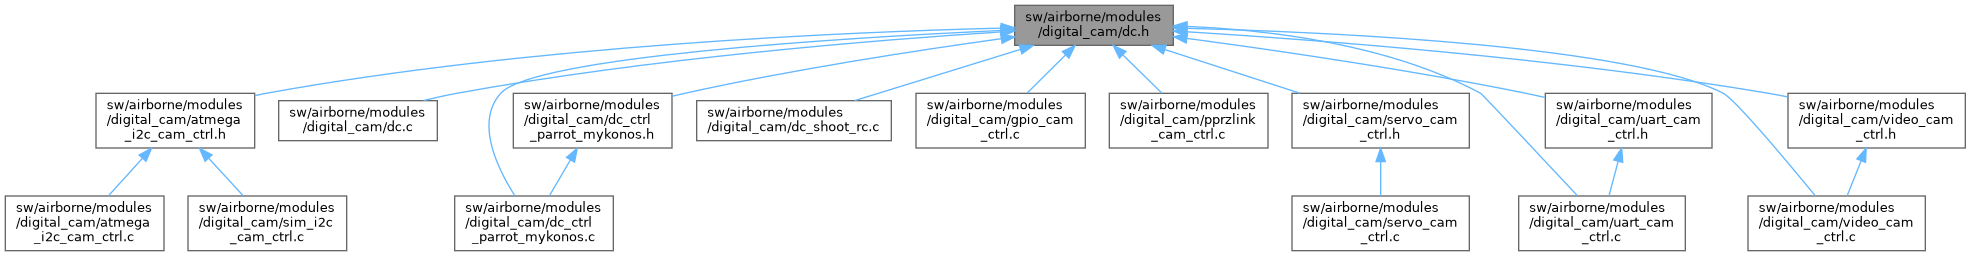 sw/airborne/modules
/digital_cam/dc.h
sw/airborne/modules
/digital_cam/atmega
_i2c_cam_ctrl.h
sw/airborne/modules
/digital_cam/dc.c
sw/airborne/modules
/digital_cam/dc_ctrl
_parrot_mykonos.h
sw/airborne/modules
/digital_cam/dc_shoot_rc.c
sw/airborne/modules
/digital_cam/gpio_cam
_ctrl.c
sw/airborne/modules
/digital_cam/pprzlink
_cam_ctrl.c
sw/airborne/modules
/digital_cam/servo_cam
_ctrl.h
sw/airborne/modules
/digital_cam/uart_cam
_ctrl.h
sw/airborne/modules
/digital_cam/video_cam
_ctrl.h
sw/airborne/modules
/digital_cam/atmega
_i2c_cam_ctrl.c
sw/airborne/modules
/digital_cam/sim_i2c
_cam_ctrl.c
sw/airborne/modules
/digital_cam/dc_ctrl
_parrot_mykonos.c
sw/airborne/modules
/digital_cam/servo_cam
_ctrl.c
sw/airborne/modules
/digital_cam/uart_cam
_ctrl.c
sw/airborne/modules
/digital_cam/video_cam
_ctrl.c